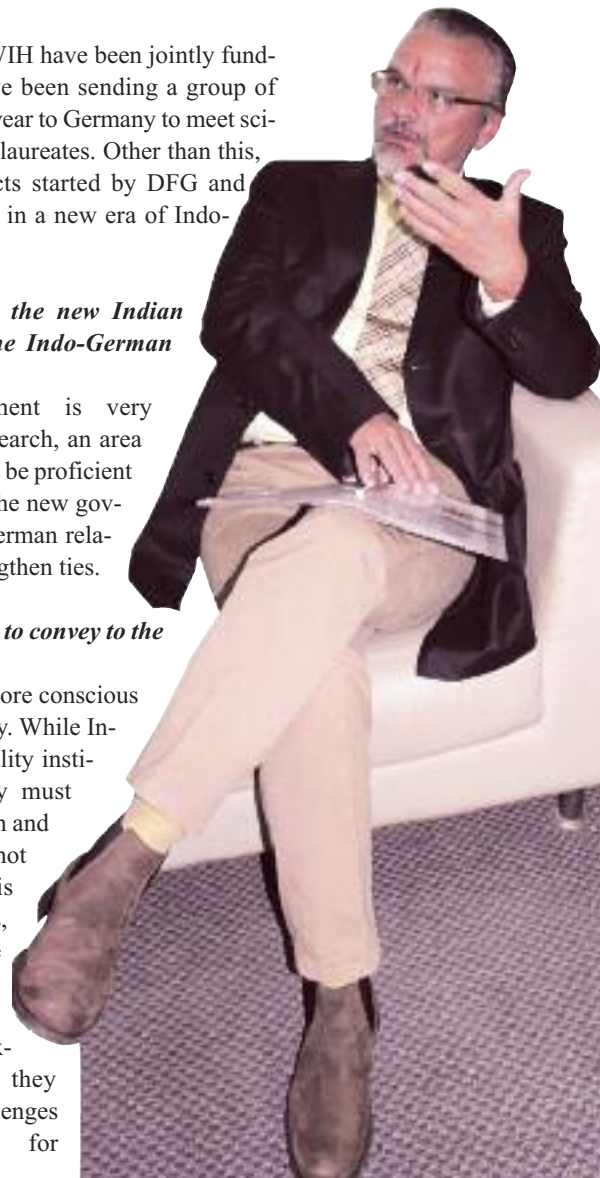 WIH have been jointly fund-
ve been sending a group of
year to Germany to meet sci-
laureates. Other than this,
cts started by DFG and
in a new era of Indo-
the new Indian
ne Indo-German
ment is very
search, an area
be proficient
he new gov-
erman rela-
gthen ties.
to convey to the
ore conscious
y. While In-
lity insti-
y must
n and
not
is
,
k-
they
enges
for